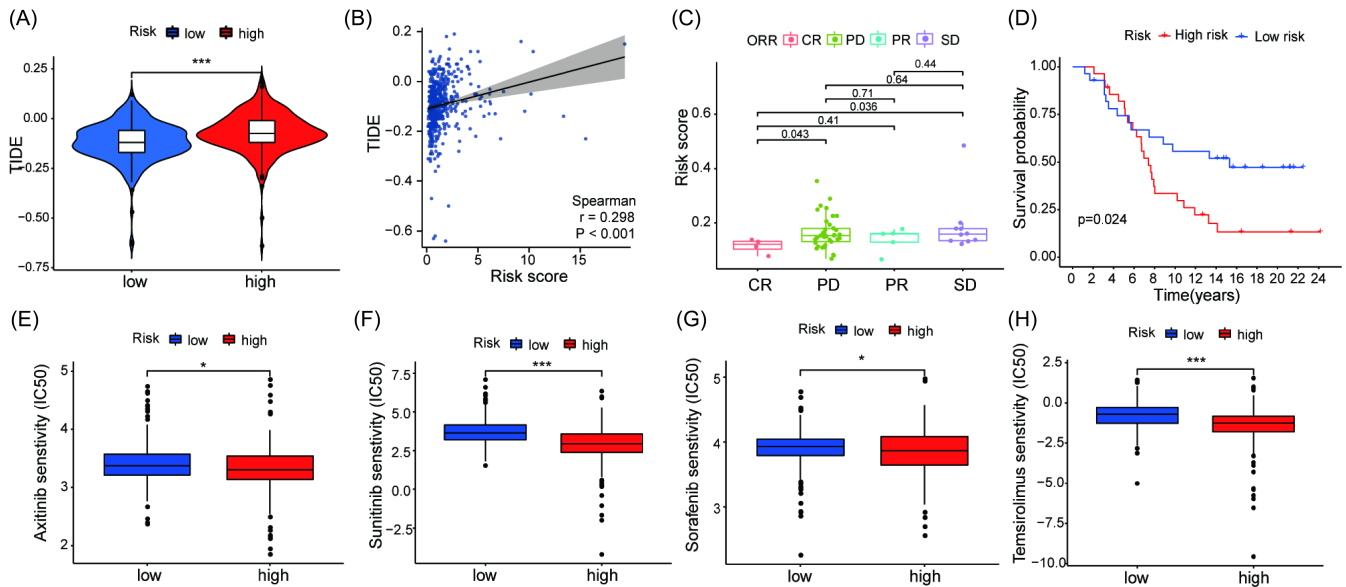 (A)
Risk low high
***
TIDE
0.25
0.00
−0.25
−0.50
−0.75
low high
(B)
TIDE
0.2
0.0
−0.2
−0.4
−0.6
Spearman
r = 0.298
P < 0.001
0 5 10 15
Risk score
(C)
ORR CR PD PR SD
0.44
0.64
0.71
0.036
0.41
0.043
Risk score
0.6
0.4
0.2
CR PD PR SD
(D)
Risk High risk Low risk
Survival probability
1.00
0.75
0.50
0.25
0.00
p=0.024
0 2 4 6 8 10 12 14 16 18 20 22 24
Time(years)
(E)
Risk low high
*
Axitinib senstivity (IC50)
5
4
3
2
low high
(F)
Risk low high
***
Sunitinib senstivity (IC50)
7.5
5.0
2.5
0.0
−2.5
low high
(G)
Risk low high
*
Sorafenib senstivity (IC50)
5
4
3
low high
(H)
Risk low high
***
Temsirolimus senstivity (IC50)
2.5
0.0
−2.5
−5.0
−7.5
−10.0
low high